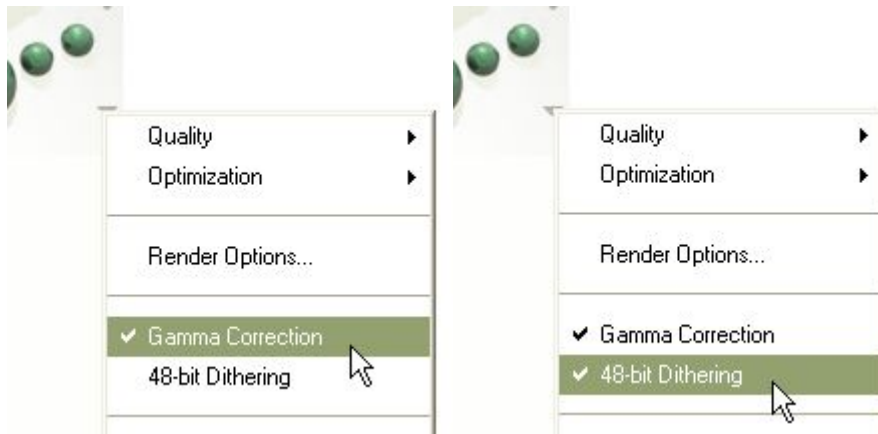 Quality
Optimization
Render Options...
Gamma Correction
48-bit Dithering
Quality
Optimization
Render Options...
Gamma Correction
48-bit Dithering